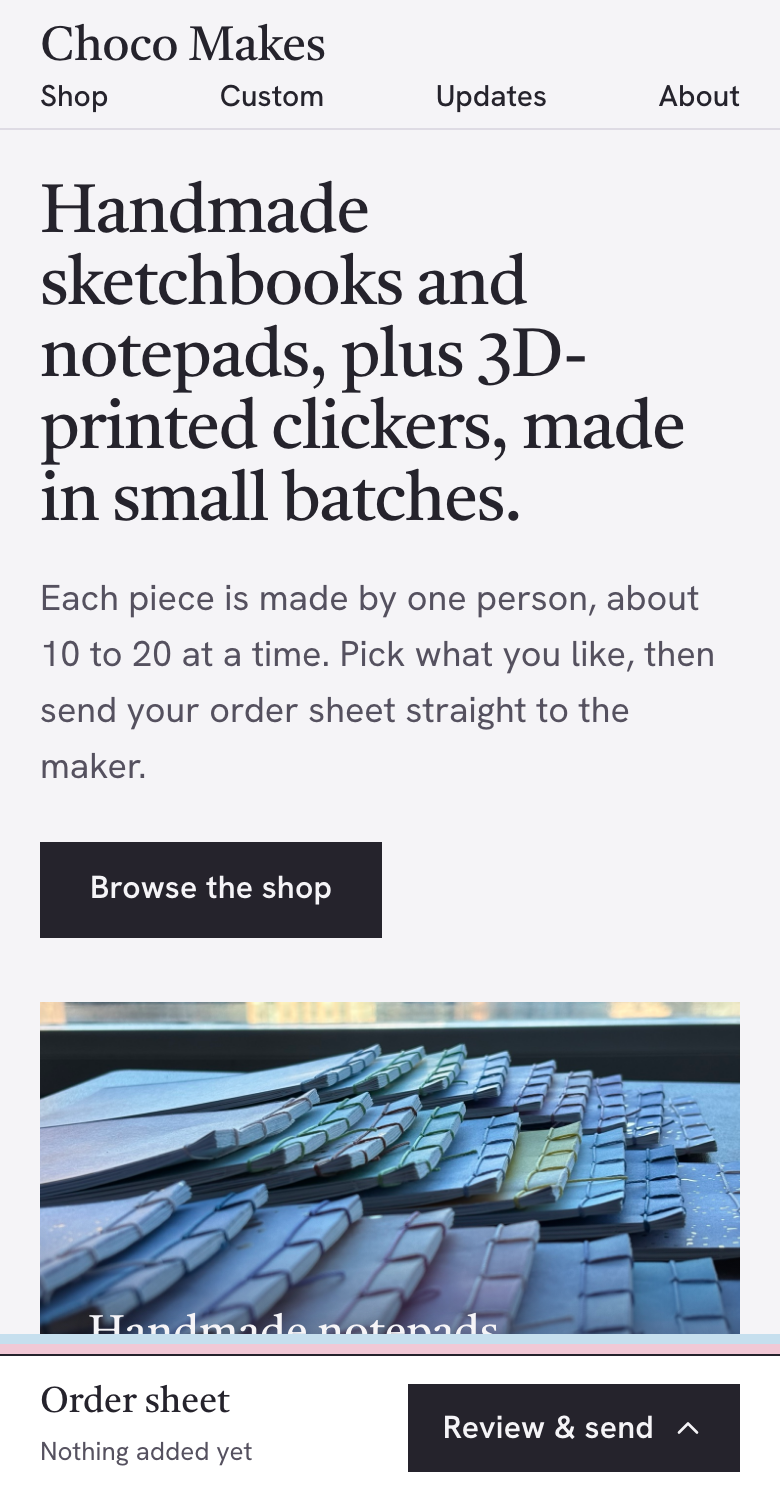 Choco Makes
Shop Custom Updates About
Handmade
sketchbooks and
notepads, plus 3D-
printed clickers, made
in small batches.
Each piece is made by one person, about
10 to 20 at a time. Pick what you like, then
send your order sheet straight to the
maker.
Browse the shop
Handmade notepads
Order sheet
Nothing added yet
Review & send